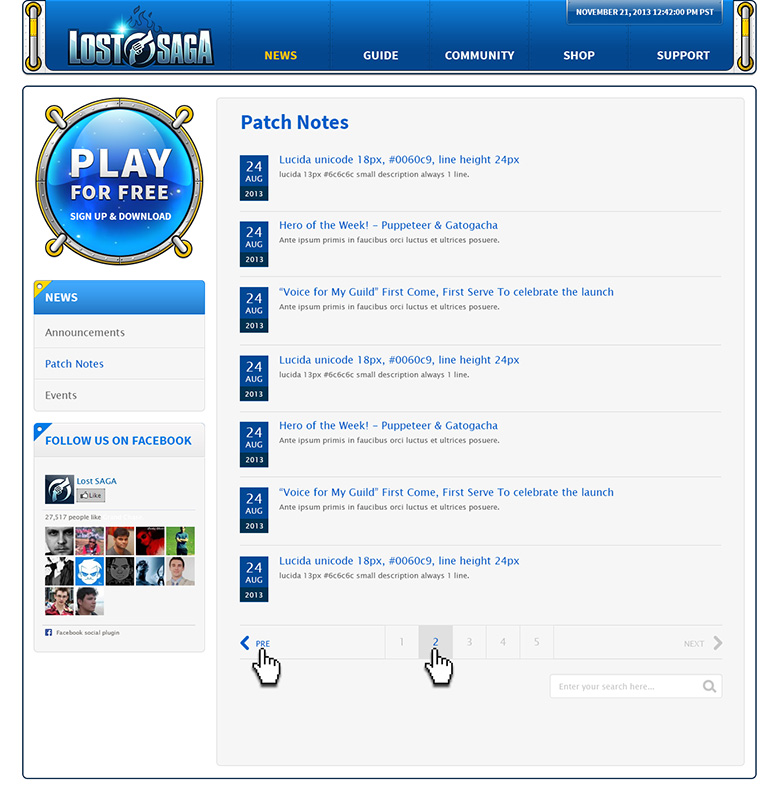 NOVEMBER 21, 2013 12:42:00 PM PST
LOST SAGA
NEWS GUIDE COMMUNITY SHOP SUPPORT
PLAY
FOR FREE
SIGN UP & DOWNLOAD
NEWS
Announcements
Patch Notes
Events
FOLLOW US ON FACEBOOK
Lost SAGA
Like
27,517 people like
Facebook social plugin
Patch Notes
24
AUG
2013
Lucida unicode 18px, #0060c9, line height 24px
lucida 13px #6c6c6c small description always 1 line.
24
AUG
2013
Hero of the Week! - Puppeteer & Gatogacha
Ante ipsum primis in faucibus orci luctus et ultrices posuere.
24
AUG
2013
“Voice for My Guild” First Come, First Serve To celebrate the launch
Ante ipsum primis in faucibus orci luctus et ultrices posuere.
24
AUG
2013
Lucida unicode 18px, #0060c9, line height 24px
lucida 13px #6c6c6c small description always 1 line.
24
AUG
2013
Hero of the Week! - Puppeteer & Gatogacha
Ante ipsum primis in faucibus orci luctus et ultrices posuere.
24
AUG
2013
“Voice for My Guild” First Come, First Serve To celebrate the launch
Ante ipsum primis in faucibus orci luctus et ultrices posuere.
24
AUG
2013
Lucida unicode 18px, #0060c9, line height 24px
lucida 13px #6c6c6c small description always 1 line.
PRE 1 2 3 4 5 NEXT
Enter your search here...